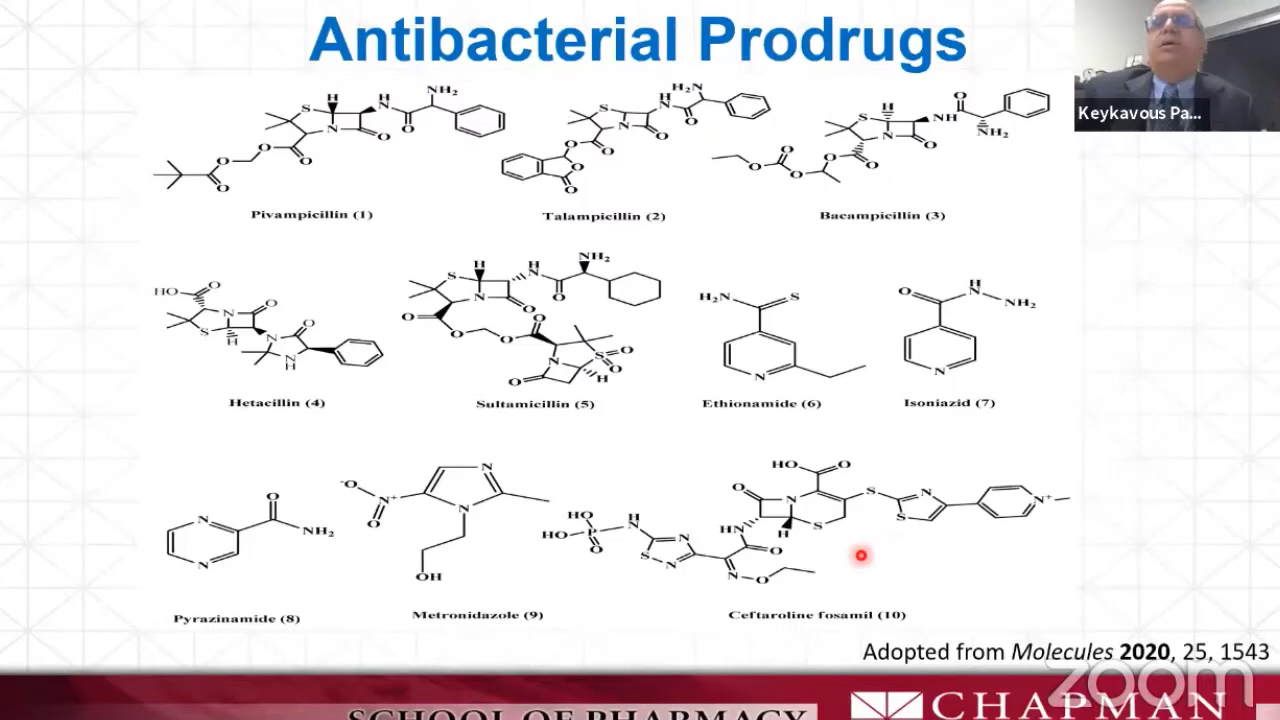 Antibacterial Prodrugs
Keykavous Pa...
Pivampicillin (1)
Talampicillin (2)
Bacampicillin (3)
Hetacillin (4)
Sultamicillin (5)
Ethionamide (6)
Isoniazid (7)
Pyrazinamide (8)
Metronidazole (9)
Ceftaroline fosamil (10)
Adopted from Molecules 2020, 25, 1543
zoom
CHAPMAN
SCHOOL OF PHARMACY